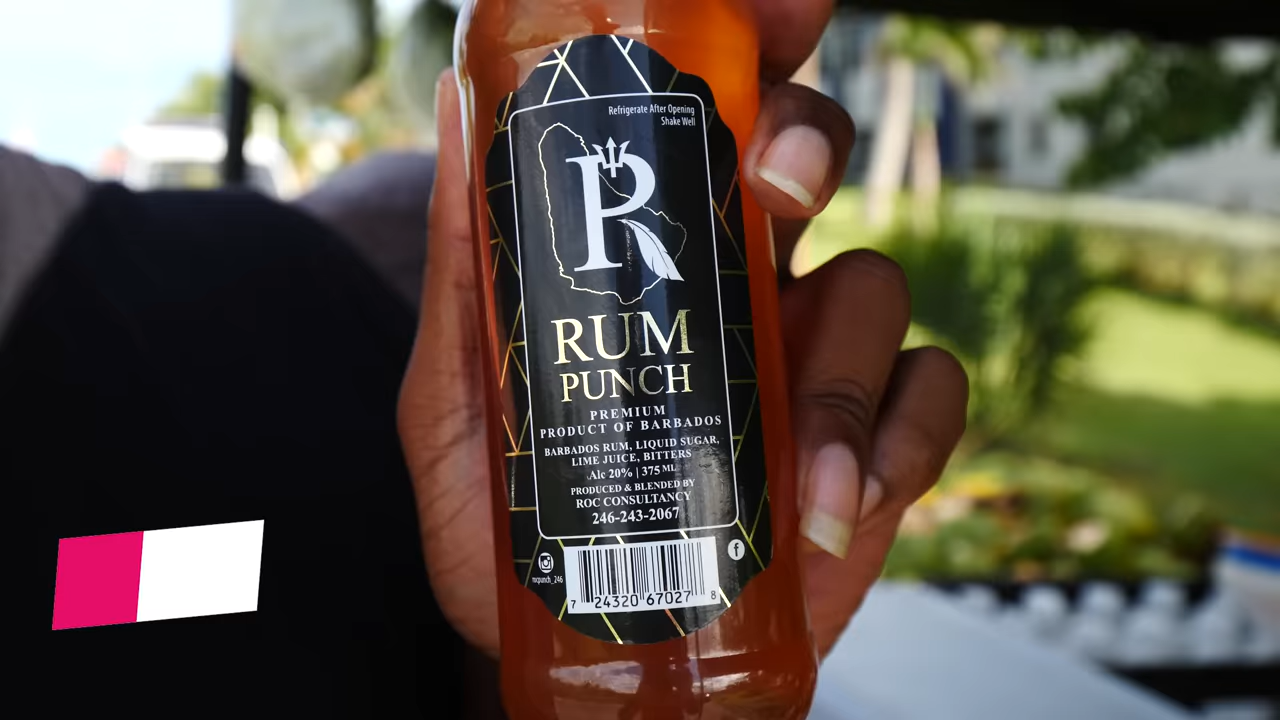 Refrigerate After Opening
Shake Well
R
RUM
PUNCH
PREMIUM
PRODUCT OF BARBADOS
BARBADOS RUM, LIQUID SUGAR,
LIME JUICE, BITTERS
Alc 20% | 375 ML
PRODUCED & BLENDED BY
ROC CONSULTANCY
246-243-2067
7 24320 67027 8